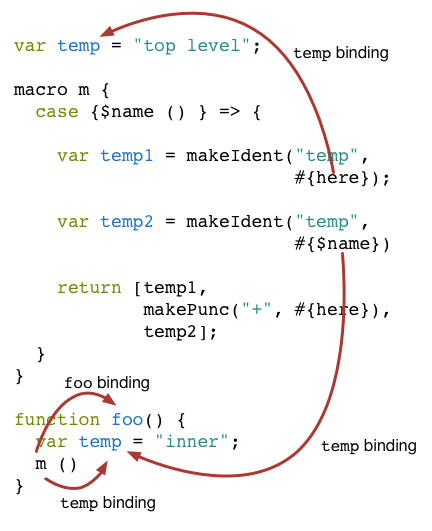 var temp = "top level";
temp binding
macro m {
case {$name () } => {
var temp1 = makeIdent("temp",
#{here});
var temp2 = makeIdent("temp",
#{$name})
return [temp1,
makePunc("+", #{here}),
temp2];
}
}
foo binding
function foo() {
var temp = "inner";
temp binding
m ()
}
temp binding